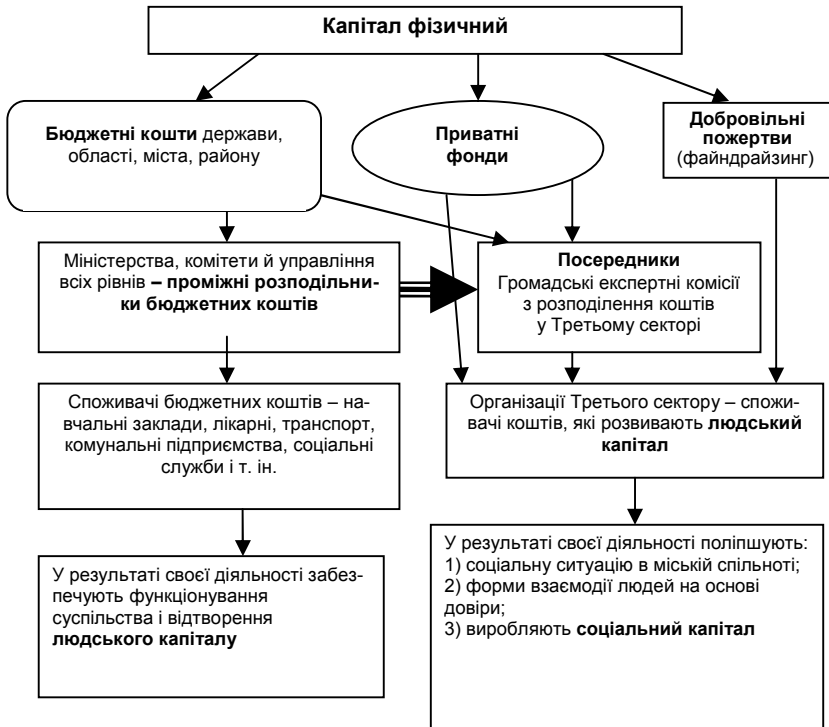 Капітал фізичний
Бюджетні кошти держави,
області, міста, району
Приватні
фонди
Добровільні
пожертви
(файндрайзинг)
Міністерства, комітети й управління
всіх рівнів – проміжні розподільни-
ки бюджетних коштів
Посередники
Громадські експертні комісії
з розподілення коштів
у Третьому секторі
Споживачі бюджетних коштів – на-
вчальні заклади, лікарні, транспорт,
комунальні підприємства, соціальні
служби і т. ін.
Організації Третього сектору – спожи-
вачі коштів, які розвивають людський
капітал
У результаті своєї діяльності забез-
печують функціонування
суспільства і відтворення
людського капіталу
У результаті своєї діяльності поліпшують:
1) соціальну ситуацію в міській спільноті;
2) форми взаємодії людей на основі
довіри;
3) виробляють соціальний капітал